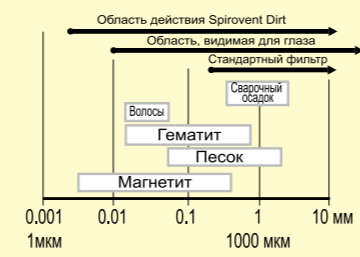 Область действия Spirovent Dirt
Область, видимая для глаза
Стандартный фильтр
Сварочный
осадок
Волосы
Гематит
Песок
Магнетит
0.001 0.01 0.1 1 10 мм
1мкм 1000 мкм